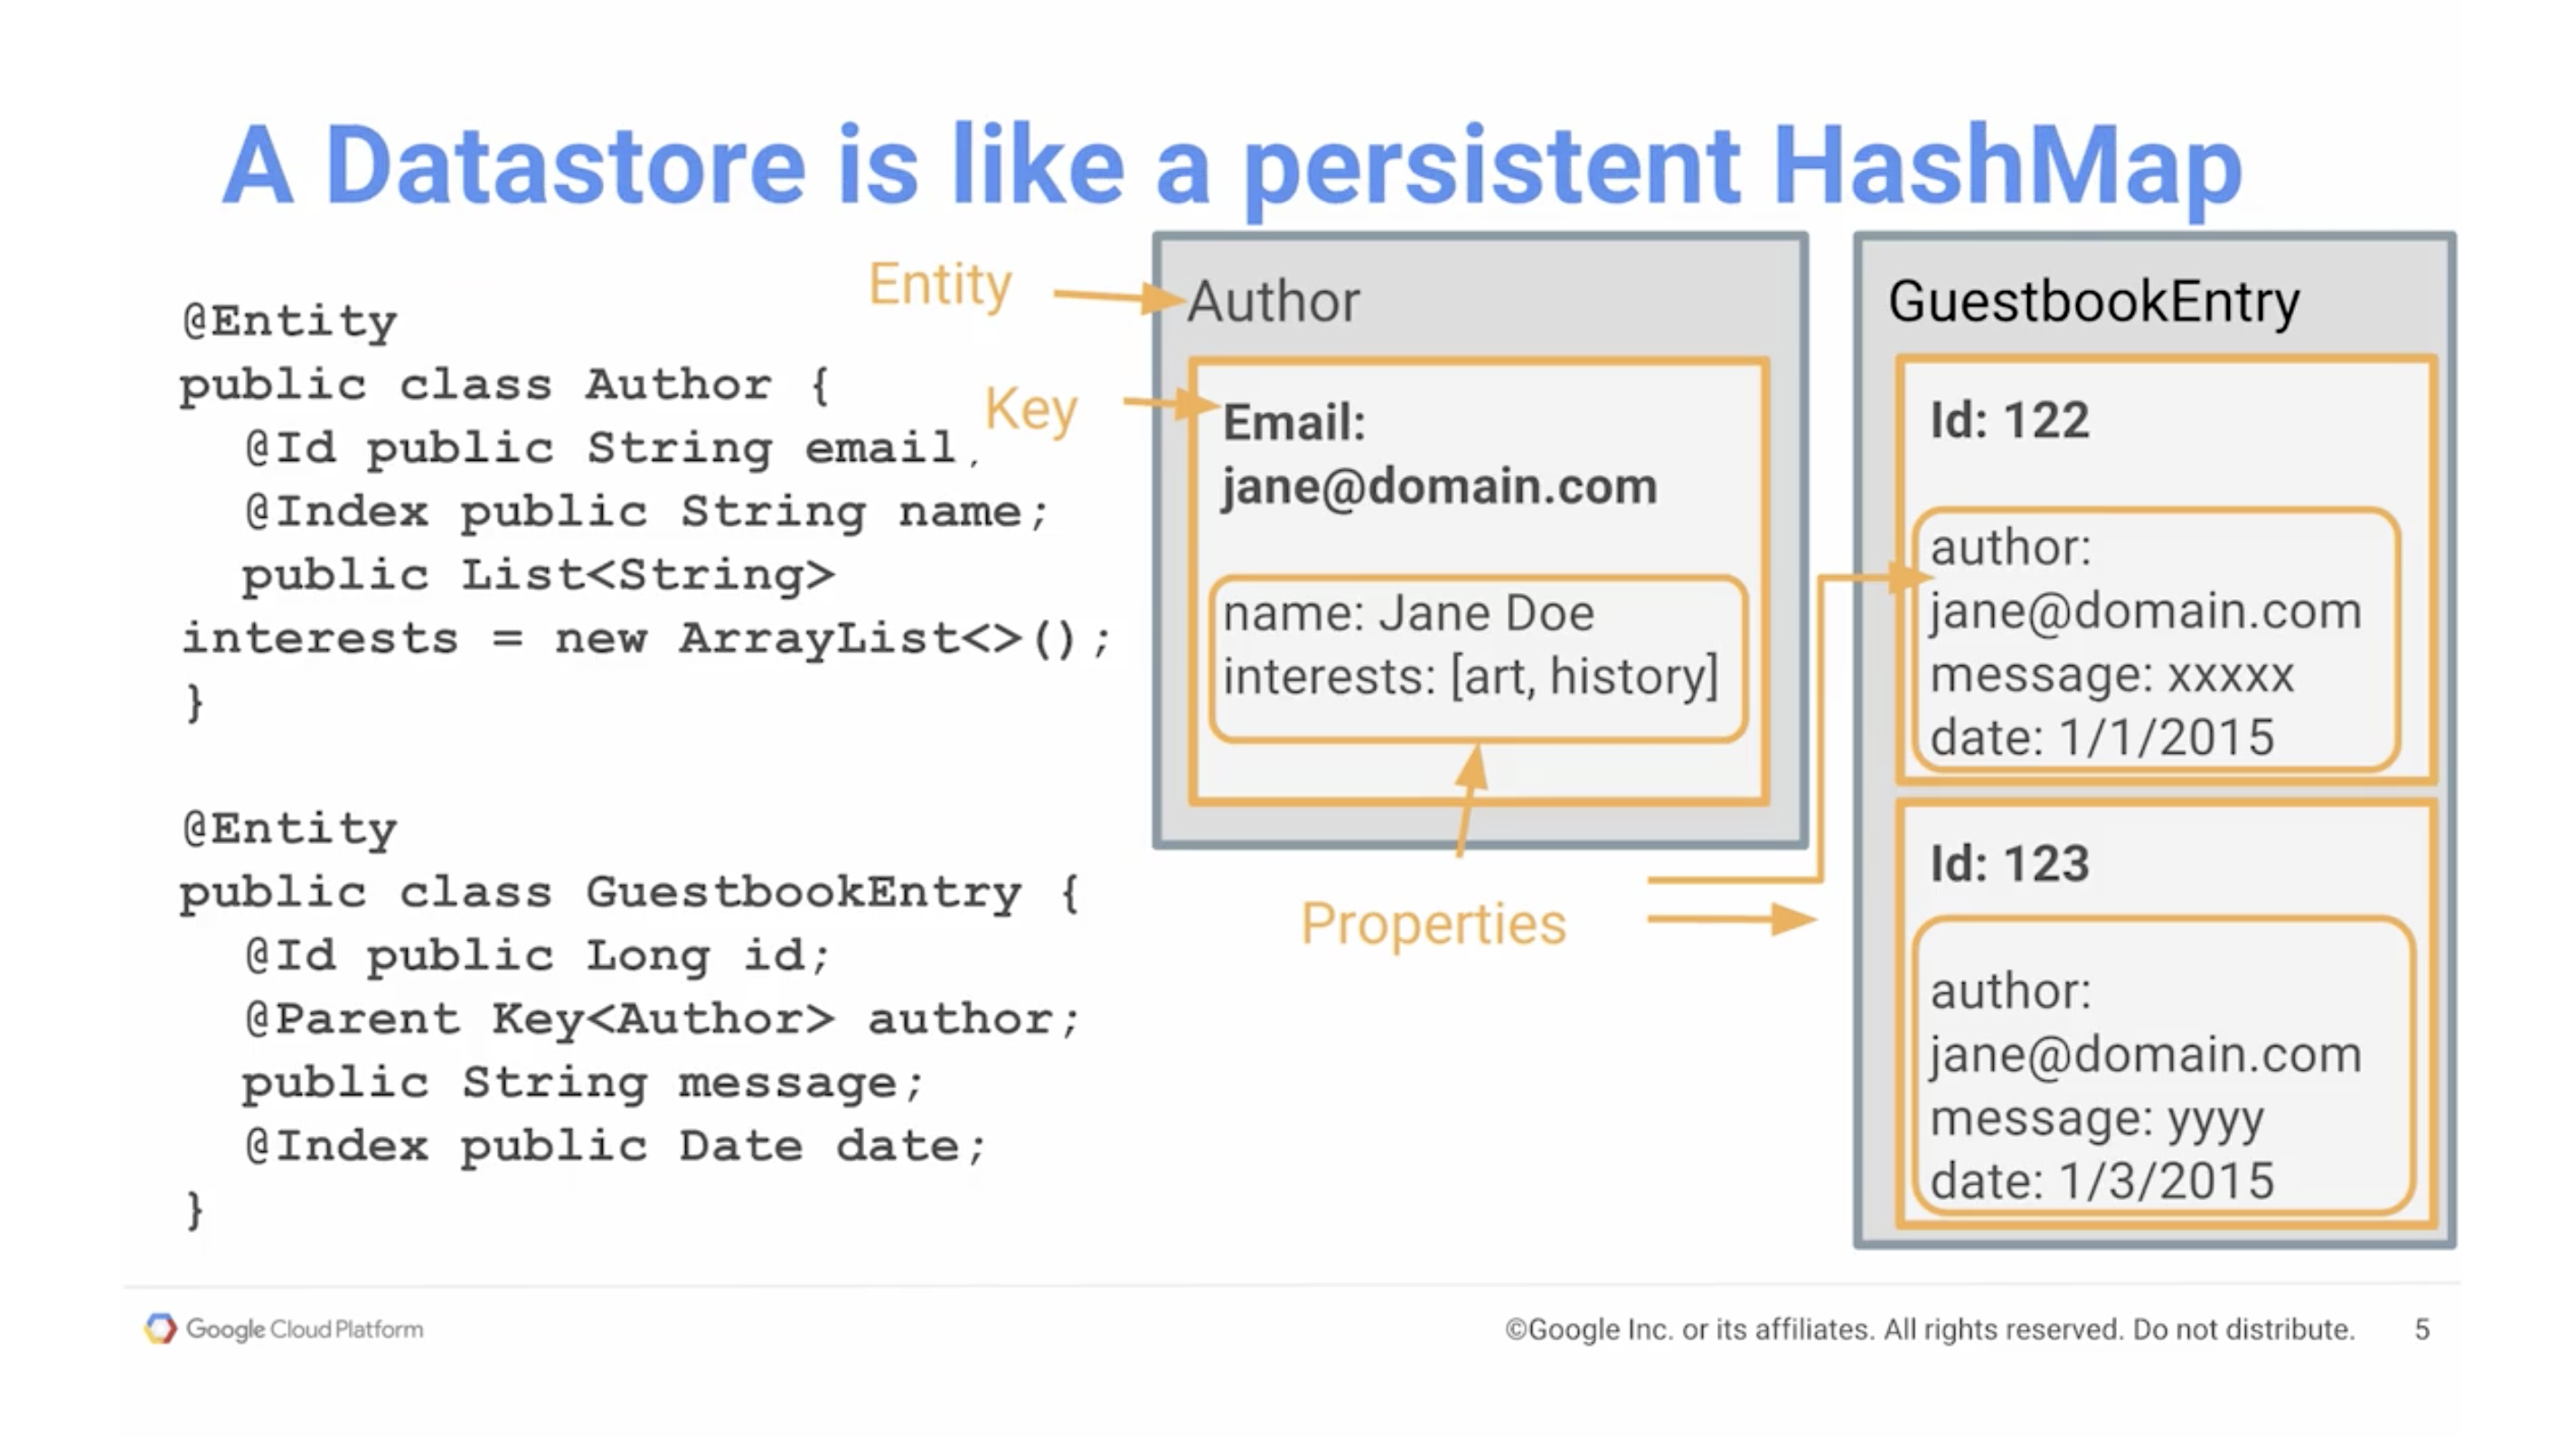 A Datastore is like a persistent HashMap
@Entity
public class Author {
@Id public String email,
@Index public String name;
public List<String>
interests = new ArrayList<>();
}
@Entity
public class GuestbookEntry {
@Id public Long id;
@Parent Key<Author> author;
public String message;
@Index public Date date;
}
Entity
Key
Properties
Author
Email:
jane@domain.com
name: Jane Doe
interests: [art, history]
GuestbookEntry
Id: 122
author:
jane@domain.com
message: xxxxx
date: 1/1/2015
Id: 123
author:
jane@domain.com
message: yyyy
date: 1/3/2015
Google Cloud Platform
©Google Inc. or its affiliates. All rights reserved. Do not distribute.
5